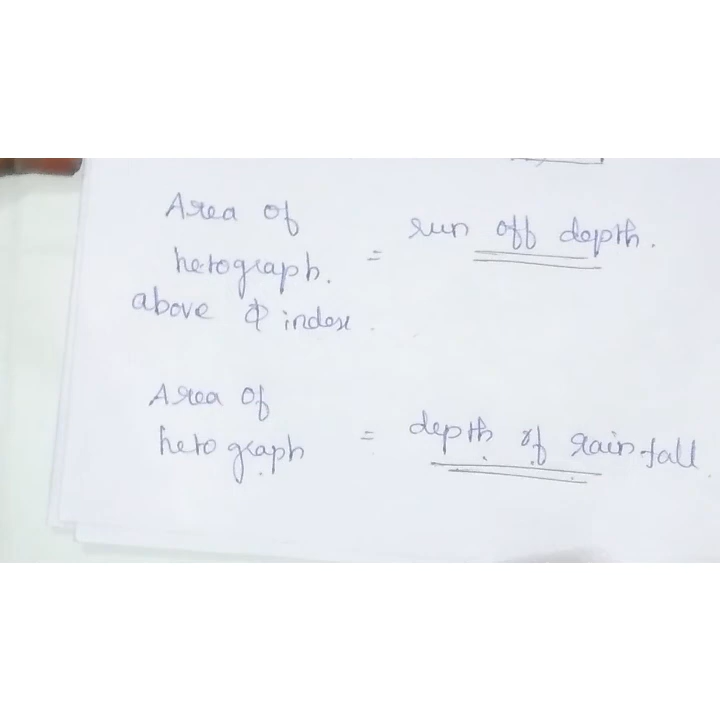 Area of
hetograph. = run off depth.
above φ index.
Area of
hetograph = depth of rainfall